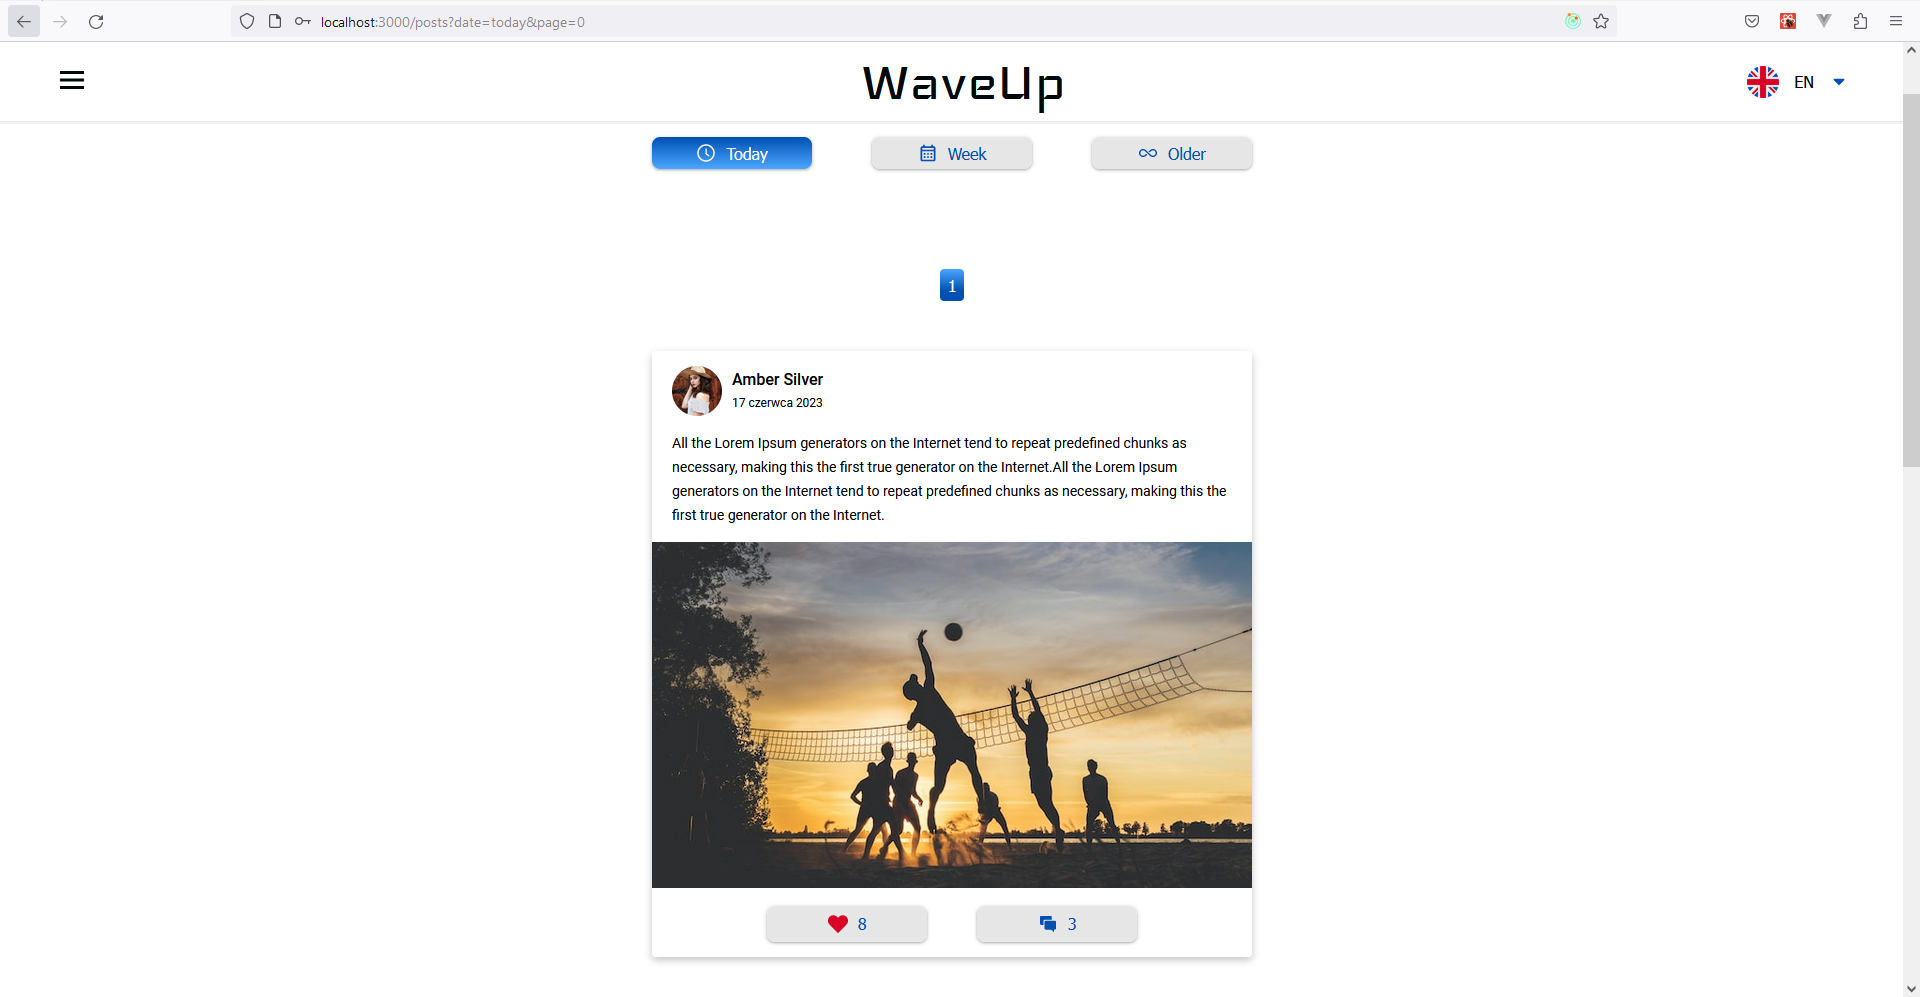 localhost:3000/posts?date=today&page=0
WaveUp
EN
Today
Week
Older
1
Amber Silver
17 czerwca 2023
All the Lorem Ipsum generators on the Internet tend to repeat predefined chunks as
necessary, making this the first true generator on the Internet.All the Lorem Ipsum
generators on the Internet tend to repeat predefined chunks as necessary, making this the
first true generator on the Internet.
8
3